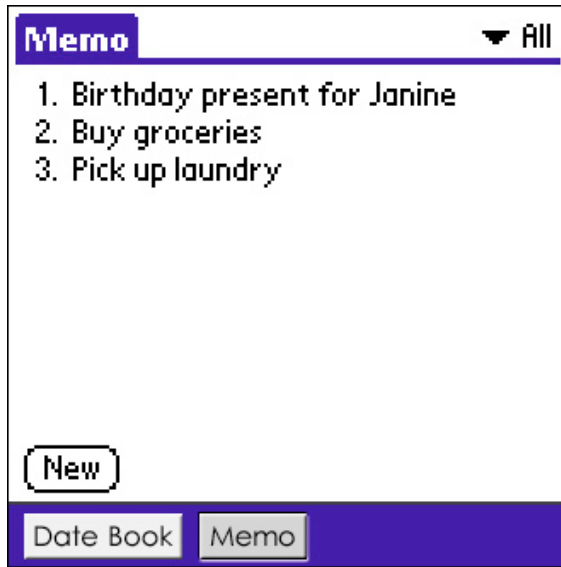 Memo All
1. Birthday present for Janine
2. Buy groceries
3. Pick up laundry
New
Date Book Memo